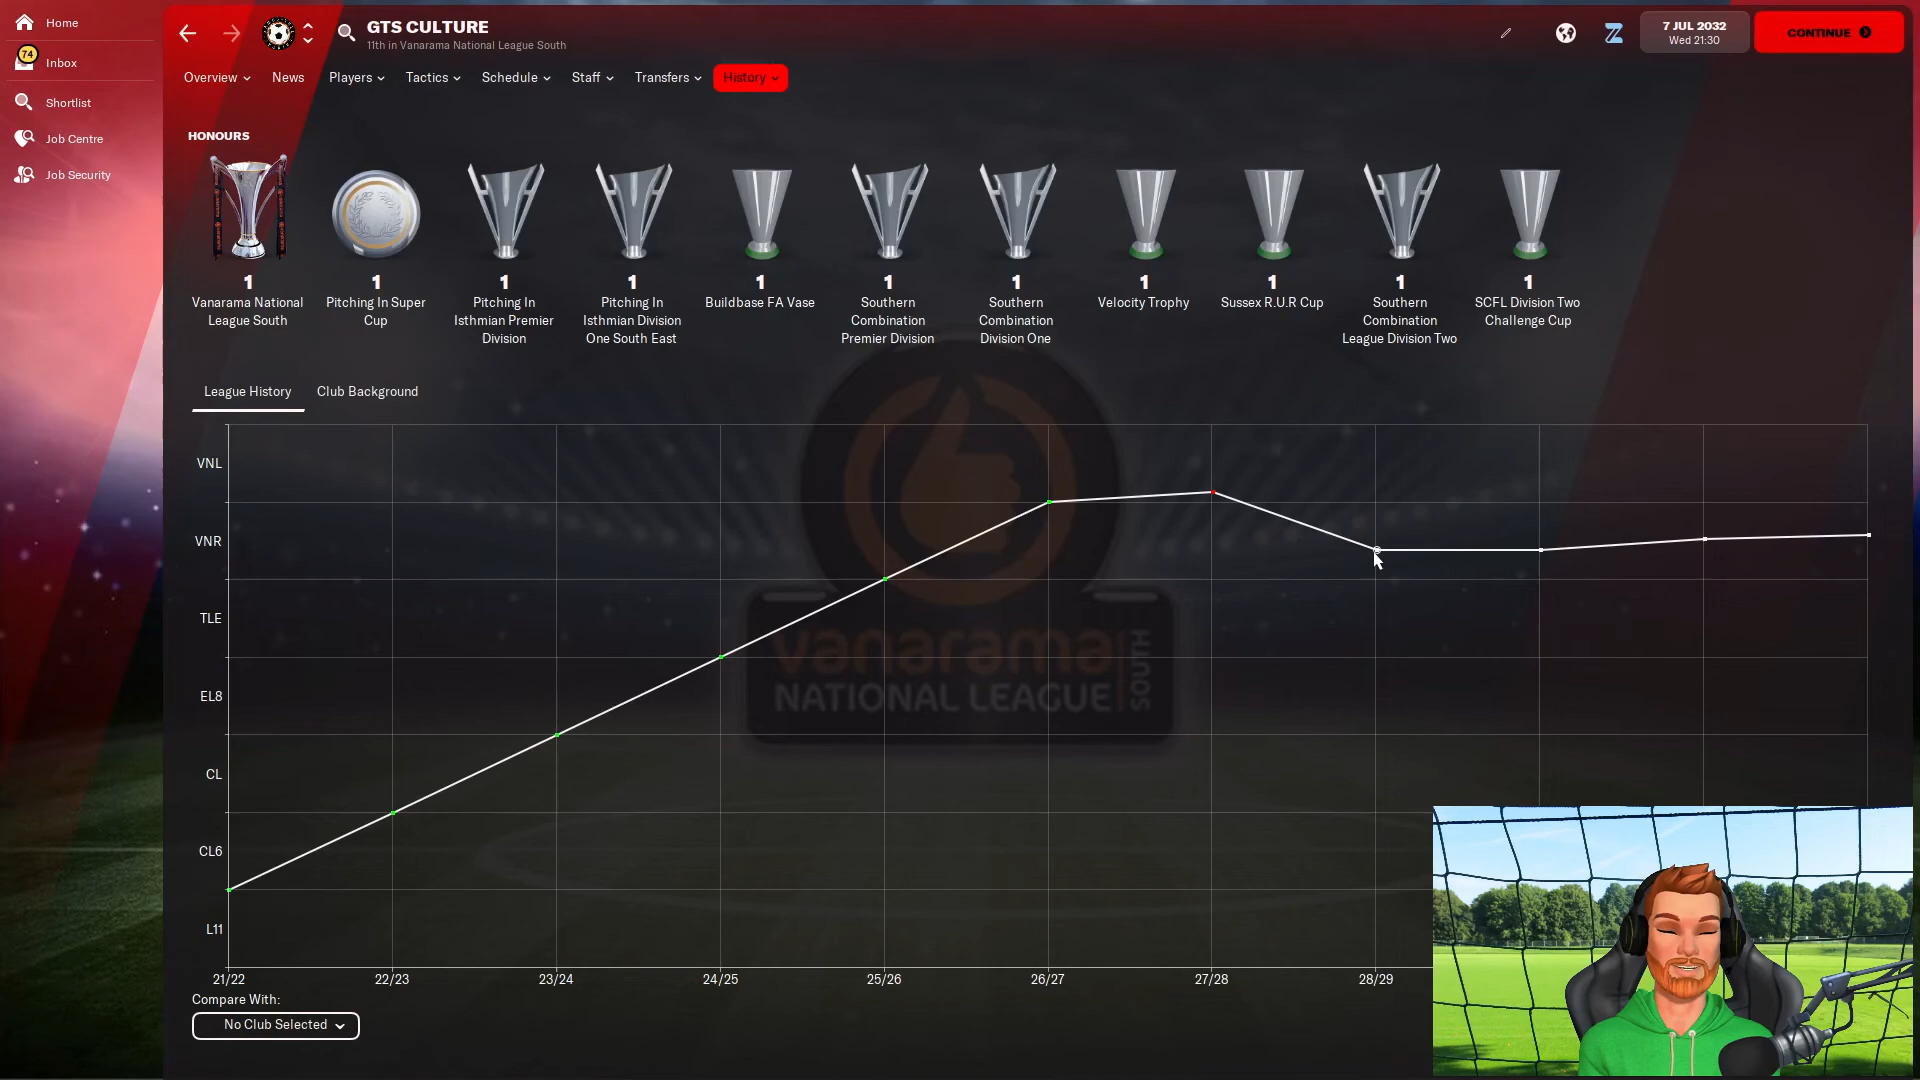 Home
74
Inbox
Shortlist
Job Centre
Job Security
GTS CULTURE
11th in Vanarama National League South
7 JUL 2032
Wed 21:30
CONTINUE
Overview
News
Players
Tactics
Schedule
Staff
Transfers
History
HONOURS
1
Vanarama National
League South
1
Pitching In Super
Cup
1
Pitching In
Isthmian Premier
Division
1
Pitching In
Isthmian Division
One South East
1
Buildbase FA Vase
1
Southern
Combination
Premier Division
1
Southern
Combination
Division One
1
Velocity Trophy
1
Sussex R.U.R Cup
1
Southern
Combination
League Division Two
1
SCFL Division Two
Challenge Cup
League History
Club Background
VNL
VNR
TLE
EL8
CL
CL6
L11
vanarama
NATIONAL LEAGUE
SOUTH
21/22
22/23
23/24
24/25
25/26
26/27
27/28
28/29
Compare With:
No Club Selected